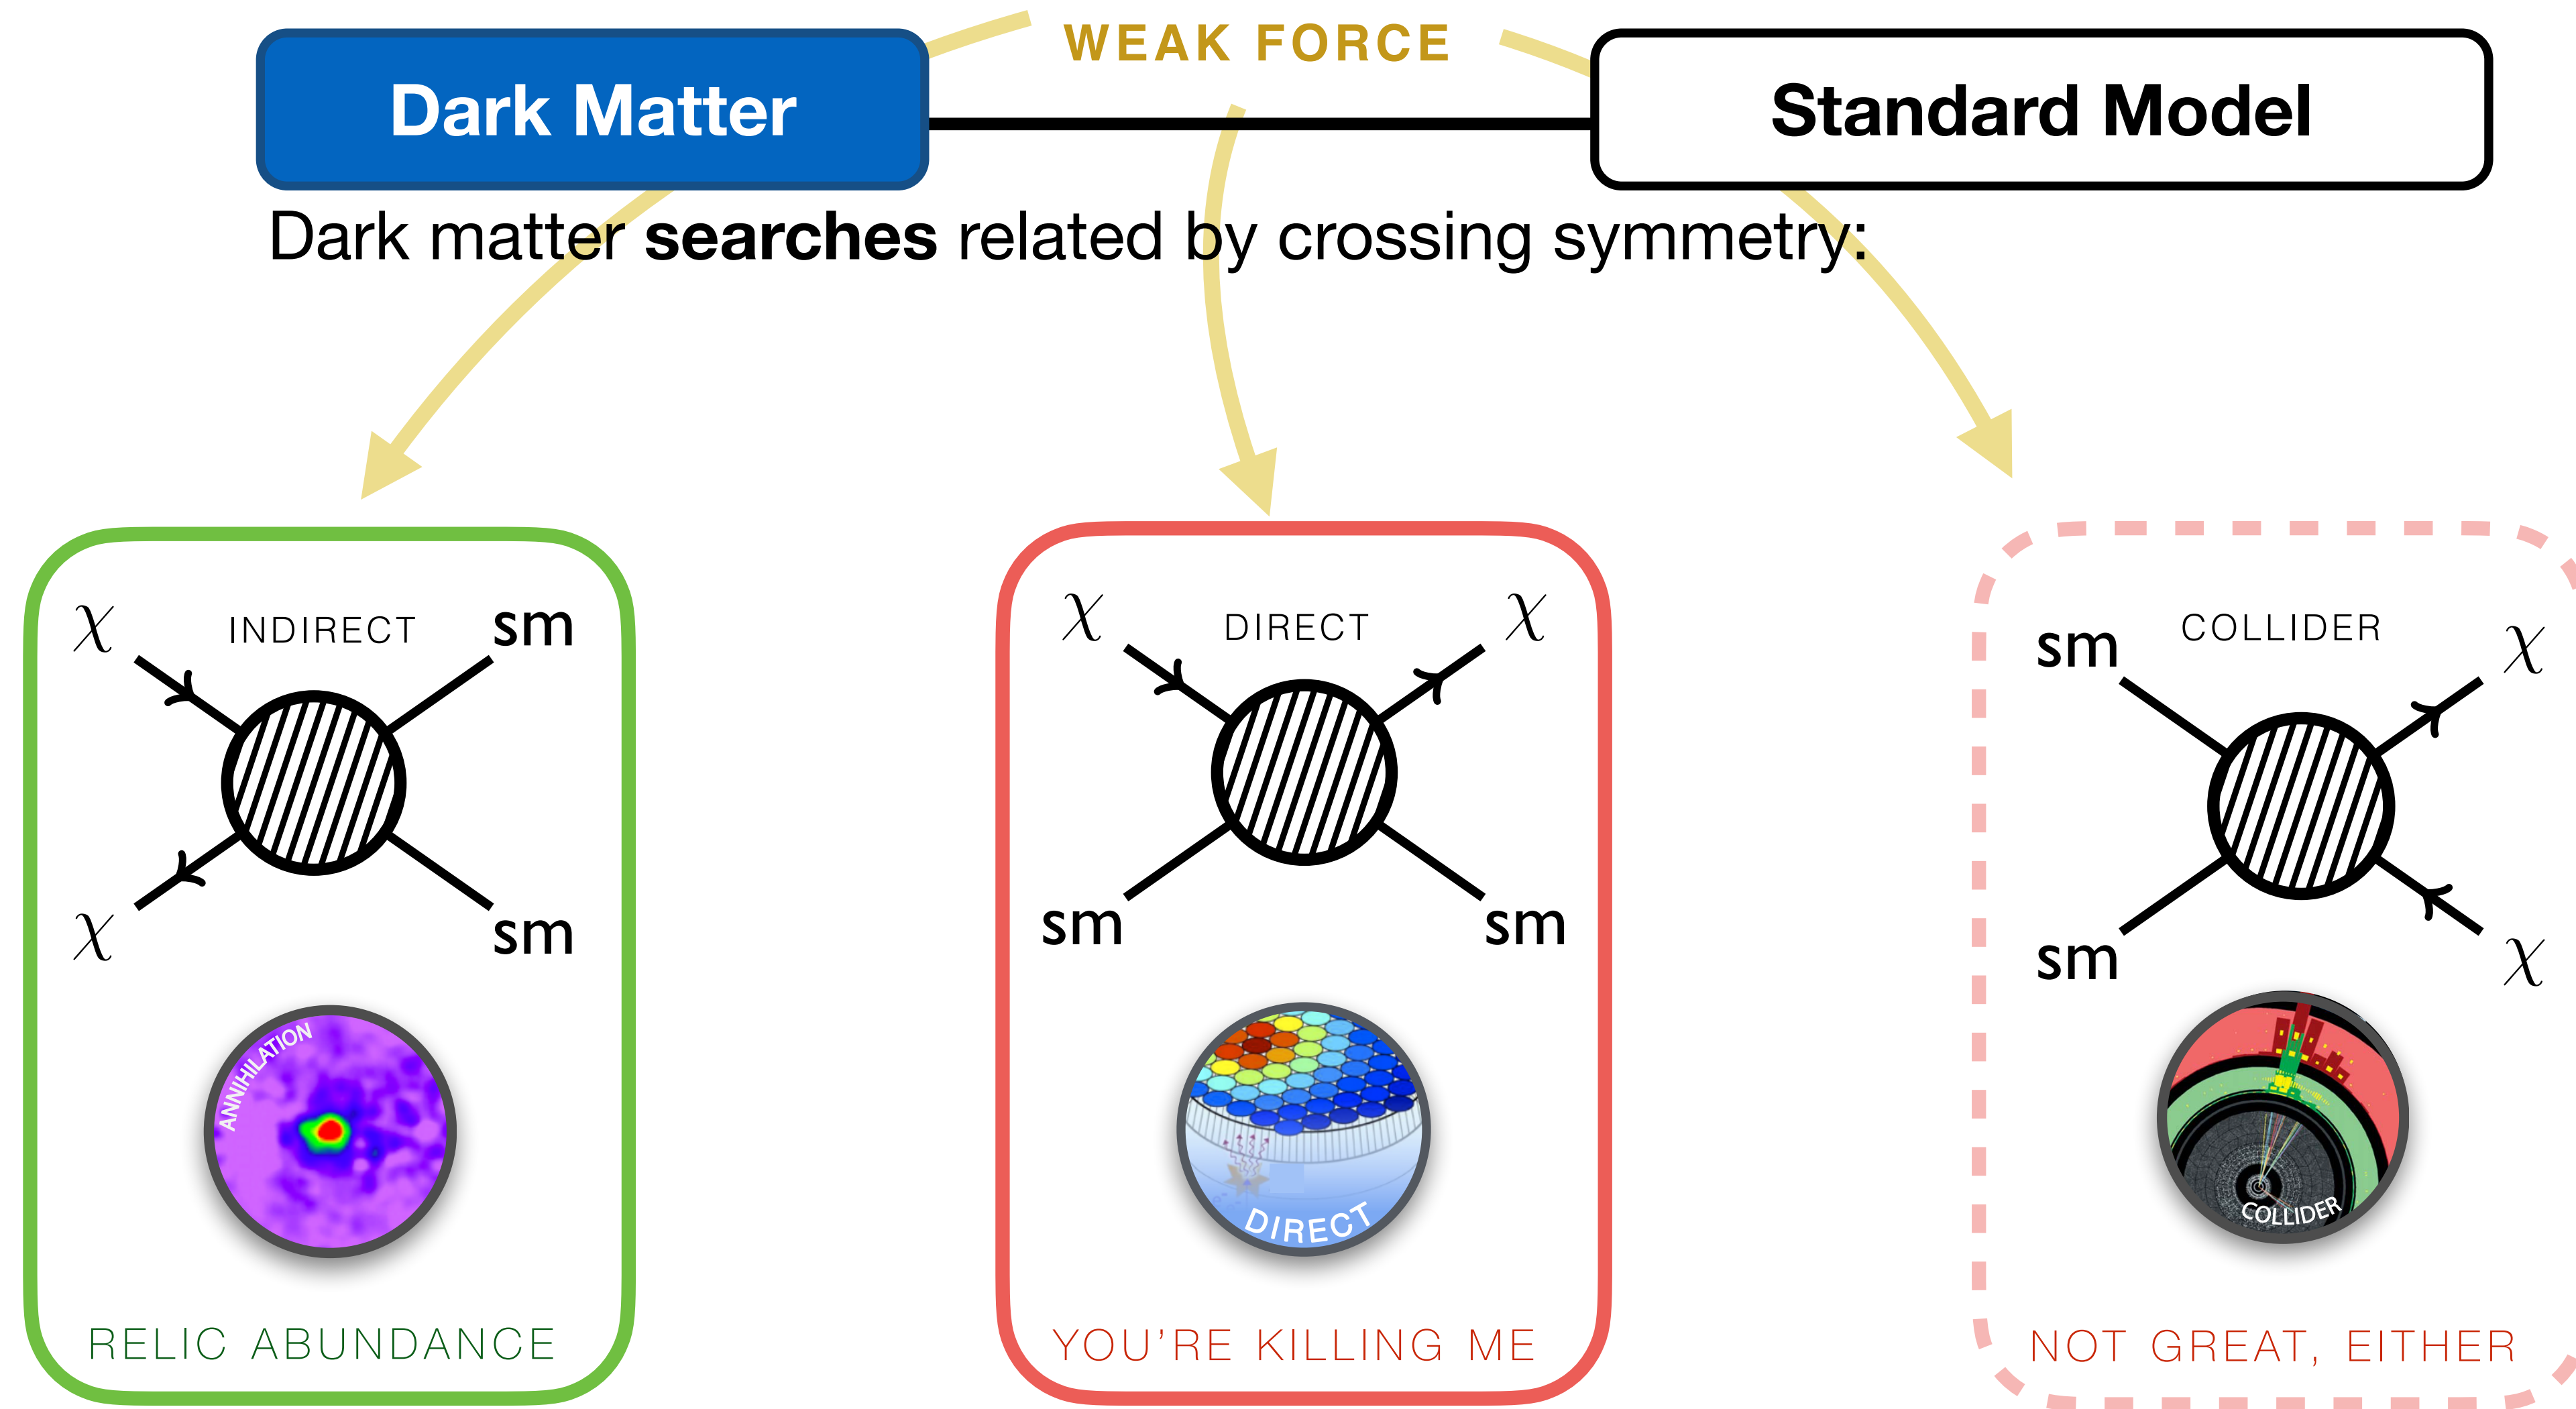 WEAK FORCE
Dark Matter
Standard Model
Dark matter searches related by crossing symmetry:
χ
INDIRECT
sm
χ
sm
ANNIHILATION
RELIC ABUNDANCE
χ
DIRECT
χ
sm
sm
DIRECT
YOU'RE KILLING ME
sm
COLLIDER
χ
sm
χ
COLLIDER
NOT GREAT, EITHER